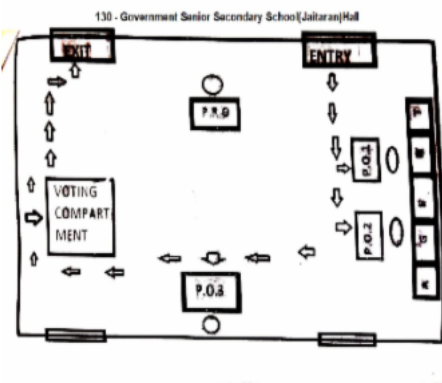 130 - Government Senior Secondary School(Jaitaran)Hall
EXIT
ENTRY
P.R.O
P.O.1
VOTING
COMPART
MENT
P.O.2
P.O.3